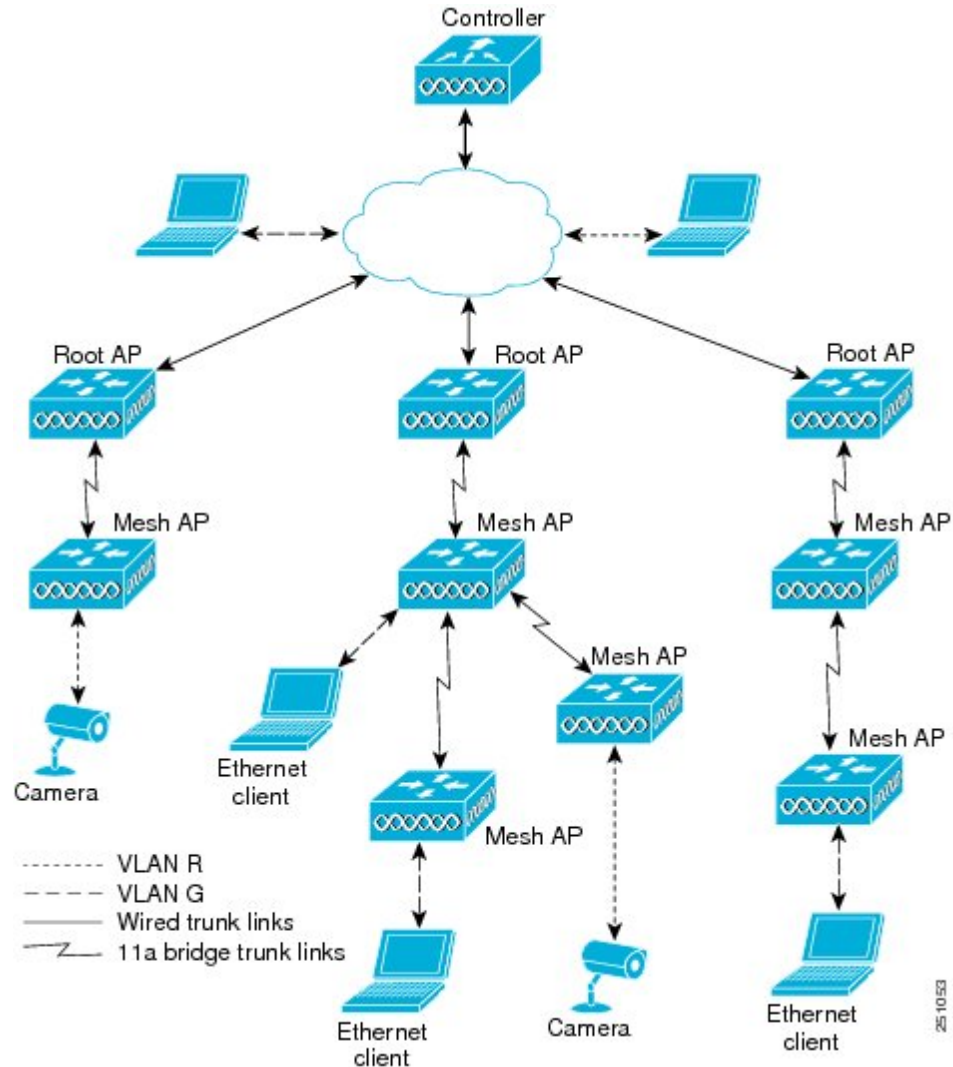 Controller
Root AP
Root AP
Root AP
Mesh AP
Mesh AP
Mesh AP
Mesh AP
Mesh AP
Ethernet
client
Camera
Mesh AP
VLAN R
VLAN G
Wired trunk links
11a bridge trunk links
Ethernet
client
Camera
Ethernet
client
251053